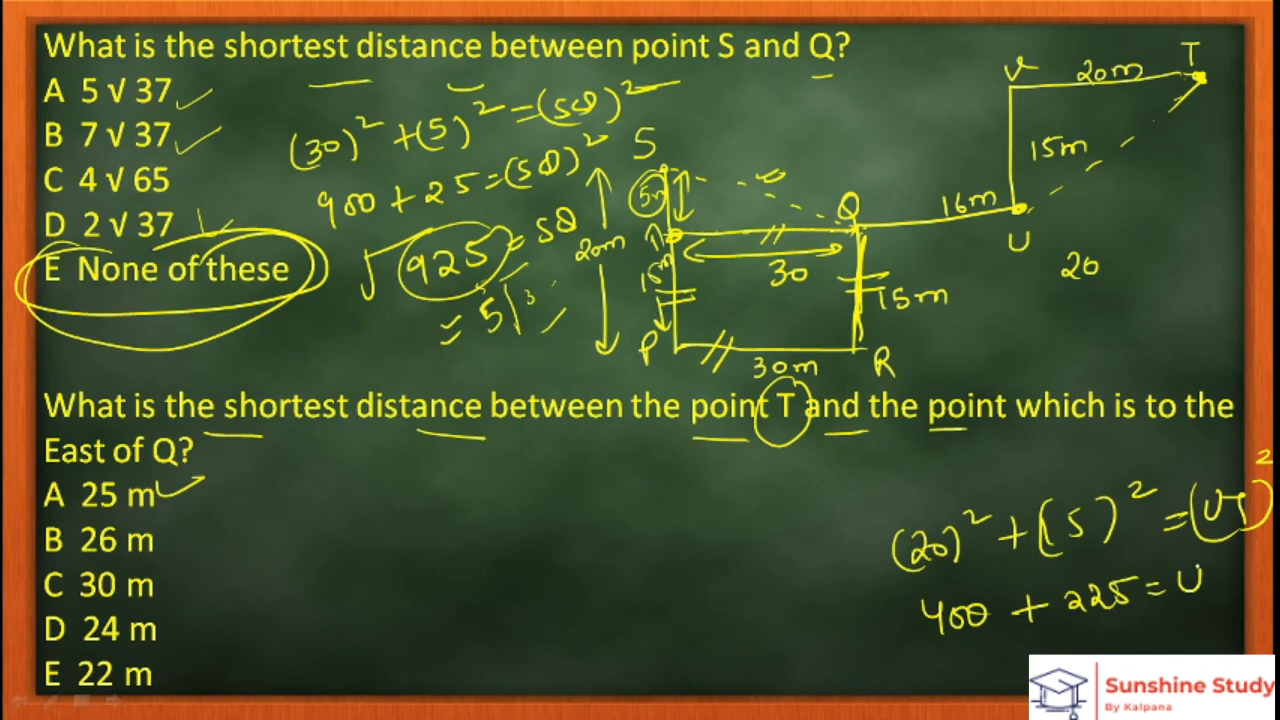 What is the shortest distance between point S and Q?
A 5 √ 37
B 7 √ 37
C 4 √ 65
D 2 √ 37
E None of these
(30)² + (5)² = (SQ)²
900 + 25 = (SQ)²
√925 = SQ
= 5√3
S
5m
20m
15m
P
30
30m
Q
15m
R
16m
U
V
20m
T
15m
20
What is the shortest distance between the point T and the point which is to the
East of Q?
A 25 m
B 26 m
C 30 m
D 24 m
E 22 m
(20)² + (15)² = (UT)²
400 + 225 = U
Sunshine Study
By Kalpana